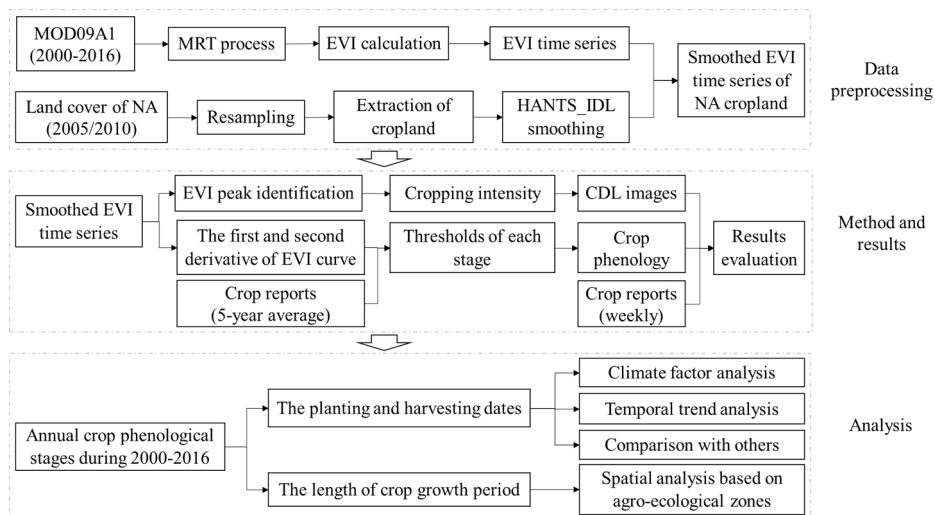 MOD09A1
(2000-2016)
MRT process
EVI calculation
EVI time series
Smoothed EVI
time series of
NA cropland
Data
preprocessing
Land cover of NA
(2005/2010)
Resampling
Extraction of
cropland
HANTS_IDL
smoothing
Smoothed EVI
time series
EVI peak identification
Cropping intensity
CDL images
The first and second
derivative of EVI curve
Thresholds of each
stage
Crop
phenology
Results
evaluation
Method and
results
Crop reports
(5-year average)
Crop reports
(weekly)
Annual crop phenological
stages during 2000-2016
The planting and harvesting dates
Climate factor analysis
Temporal trend analysis
Comparison with others
Analysis
The length of crop growth period
Spatial analysis based on
agro-ecological zones